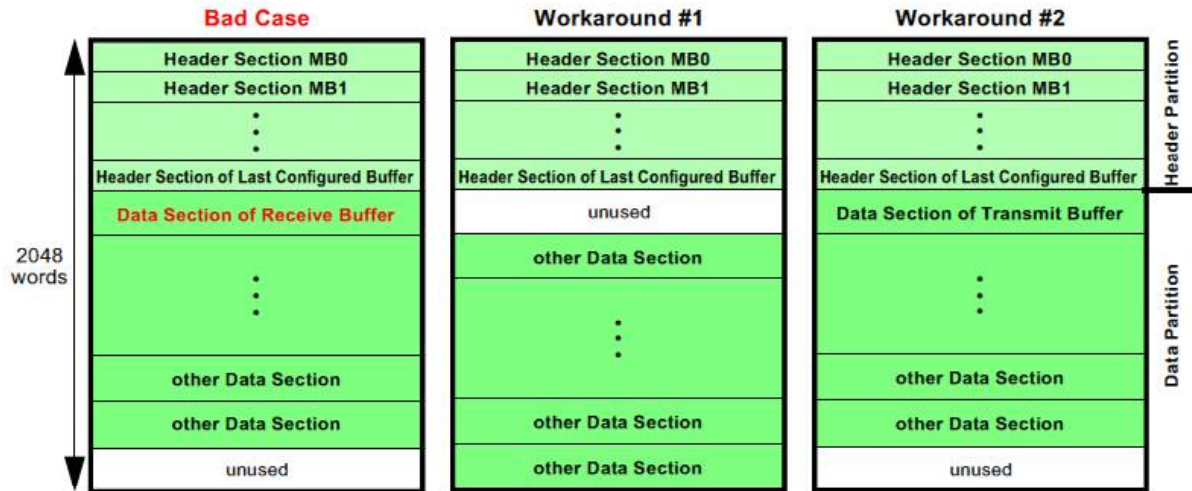 Bad Case
Workaround #1
Workaround #2
Header Section MB0
Header Section MB0
Header Section MB0
Header Section MB1
Header Section MB1
Header Section MB1
Header Section of Last Configured Buffer
Header Section of Last Configured Buffer
Header Section of Last Configured Buffer
Header Partition
Data Section of Receive Buffer
unused
Data Section of Transmit Buffer
2048
words
other Data Section
Data Partition
other Data Section
other Data Section
other Data Section
other Data Section
other Data Section
unused
other Data Section
other Data Section
unused